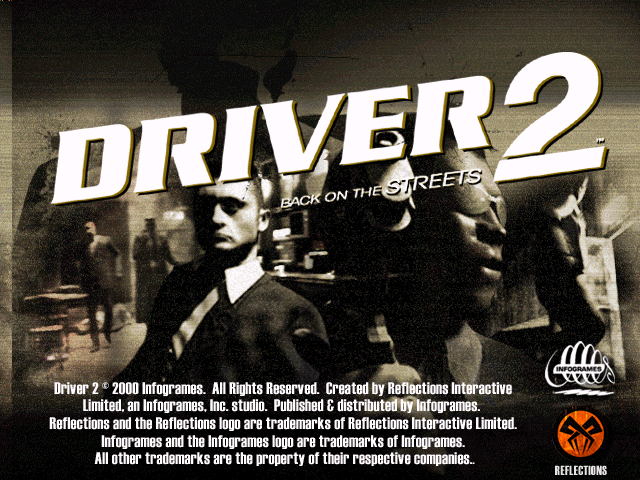 DRIVER 2™
BACK ON THE STREETS
INFOGRAMES
Driver 2 © 2000 Infogrames. All Rights Reserved. Created by Reflections Interactive
Limited, an Infogrames, Inc. studio. Published & distributed by Infogrames.
Reflections and the Reflections logo are trademarks of Reflections Interactive Limited.
Infogrames and the Infogrames logo are trademarks of Infogrames.
All other trademarks are the property of their respective companies..
REFLECTIONS